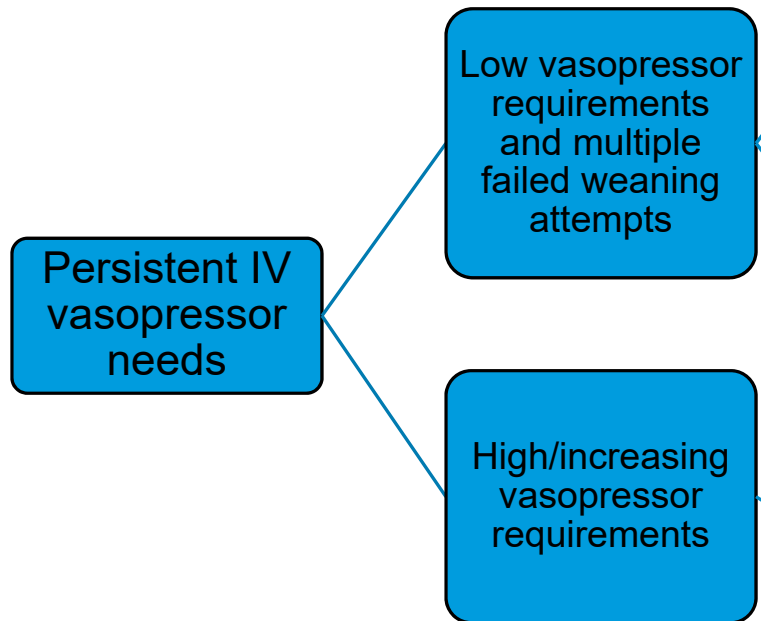 Low vasopressor
requirements
and multiple
failed weaning
attempts
Persistent IV
vasopressor
needs
High/increasing
vasopressor
requirements